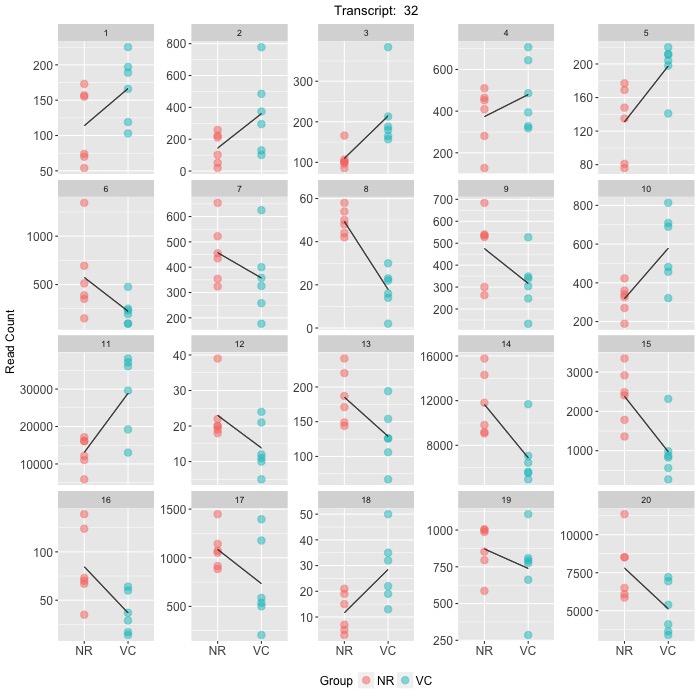 Transcript: 32
1 2 3 4 5
200 150 100 50
800 600 400 200 0
300 200 100
600 400 200
200 160 120 80
6 7 8 9 10
1000 500
600 500 400 300 200
60 40 20 0
700 600 500 400 300 200
800 600 400 200
Read Count
11 12 13 14 15
30000 20000 10000
40 30 20 10
200 150 100
16000 12000 8000
3000 2000 1000
16 17 18 19 20
100 50
1500 1000 500
50 40 30 20 10
1000 750 500 250
10000 7500 5000
NR VC NR VC NR VC NR VC NR VC
Group NR VC